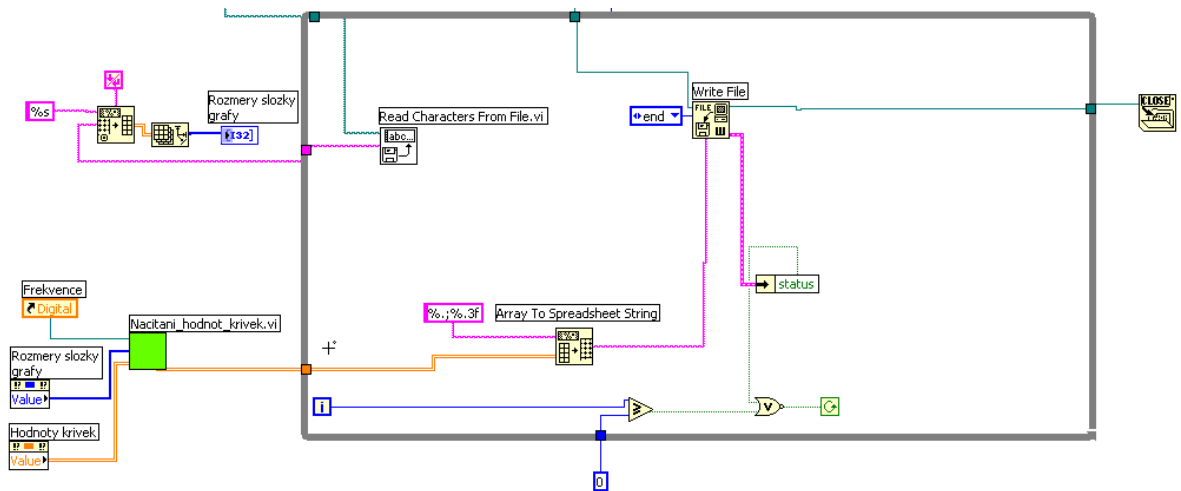 %s
Rozmery slozky
grafy
I32]
Read Characters From File.vi
abc...
end
Write File
FILE
CLOSE
status
Frekvence
Digital
Nacitani_hodnot_krivek.vi
%.;%.3f
Array To Spreadsheet String
Rozmery slozky
grafy
Value
i
V
Hodnoty krivek
Value
0